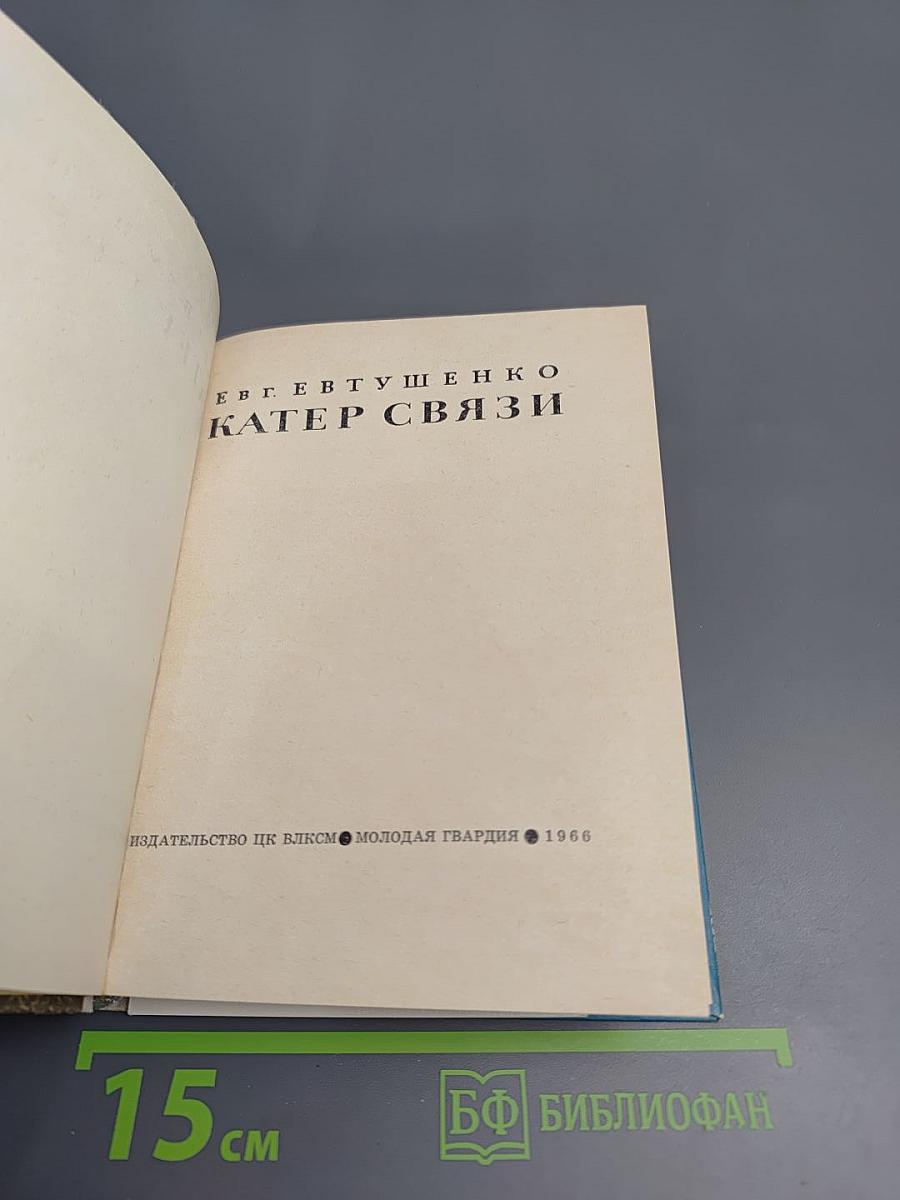 ЕВГ. ЕВТУШЕНКО
КАТЕР СВЯЗИ
ИЗДАТЕЛЬСТВО ЦК ВЛКСМ ● МОЛОДАЯ ГВАРДИЯ ● 1966
15 см
БФ БИБЛИОФАН